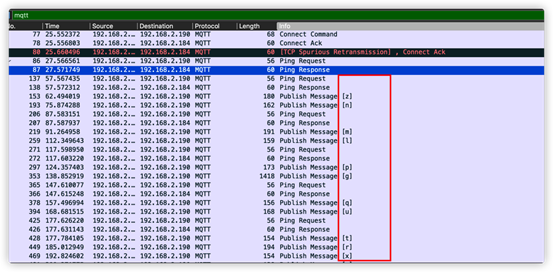 mqtt
o. Time Source Destination Protocol Length Info
77 25.552372 192.168.2.… 192.168.2.190 MQTT 68 Connect Command
78 25.556803 192.168.2.… 192.168.2.184 MQTT 60 Connect Ack
80 25.660496 192.168.2.… 192.168.2.184 MQTT 60 [TCP Spurious Retransmission] , Connect Ack
86 27.566561 192.168.2.… 192.168.2.190 MQTT 56 Ping Request
87 27.571749 192.168.2.… 192.168.2.184 MQTT 60 Ping Response
137 57.567435 192.168.2.… 192.168.2.190 MQTT 56 Ping Request
138 57.572312 192.168.2.… 192.168.2.184 MQTT 60 Ping Response
153 62.494019 192.168.2.… 192.168.2.190 MQTT 180 Publish Message [z]
193 75.874288 192.168.2.… 192.168.2.190 MQTT 162 Publish Message [n]
206 87.583151 192.168.2.… 192.168.2.190 MQTT 56 Ping Request
207 87.587937 192.168.2.… 192.168.2.184 MQTT 60 Ping Response
219 91.264958 192.168.2.… 192.168.2.190 MQTT 191 Publish Message [m]
259 112.349643 192.168.2.… 192.168.2.190 MQTT 159 Publish Message [l]
271 117.598950 192.168.2.… 192.168.2.190 MQTT 56 Ping Request
272 117.603220 192.168.2.… 192.168.2.184 MQTT 60 Ping Response
297 124.357403 192.168.2.… 192.168.2.190 MQTT 173 Publish Message [p]
353 138.852919 192.168.2.… 192.168.2.190 MQTT 1418 Publish Message [g]
365 147.610077 192.168.2.… 192.168.2.190 MQTT 56 Ping Request
366 147.615248 192.168.2.… 192.168.2.184 MQTT 60 Ping Response
378 157.496994 192.168.2.… 192.168.2.190 MQTT 156 Publish Message [q]
394 168.681515 192.168.2.… 192.168.2.190 MQTT 168 Publish Message [u]
425 177.626220 192.168.2.… 192.168.2.190 MQTT 56 Ping Request
426 177.631143 192.168.2.… 192.168.2.184 MQTT 60 Ping Response
428 177.784105 192.168.2.… 192.168.2.190 MQTT 154 Publish Message [t]
449 185.012949 192.168.2.… 192.168.2.190 MQTT 194 Publish Message [r]
469 192.824602 192.168.2.… 192.168.2.190 MQTT 154 Publish Message [x]